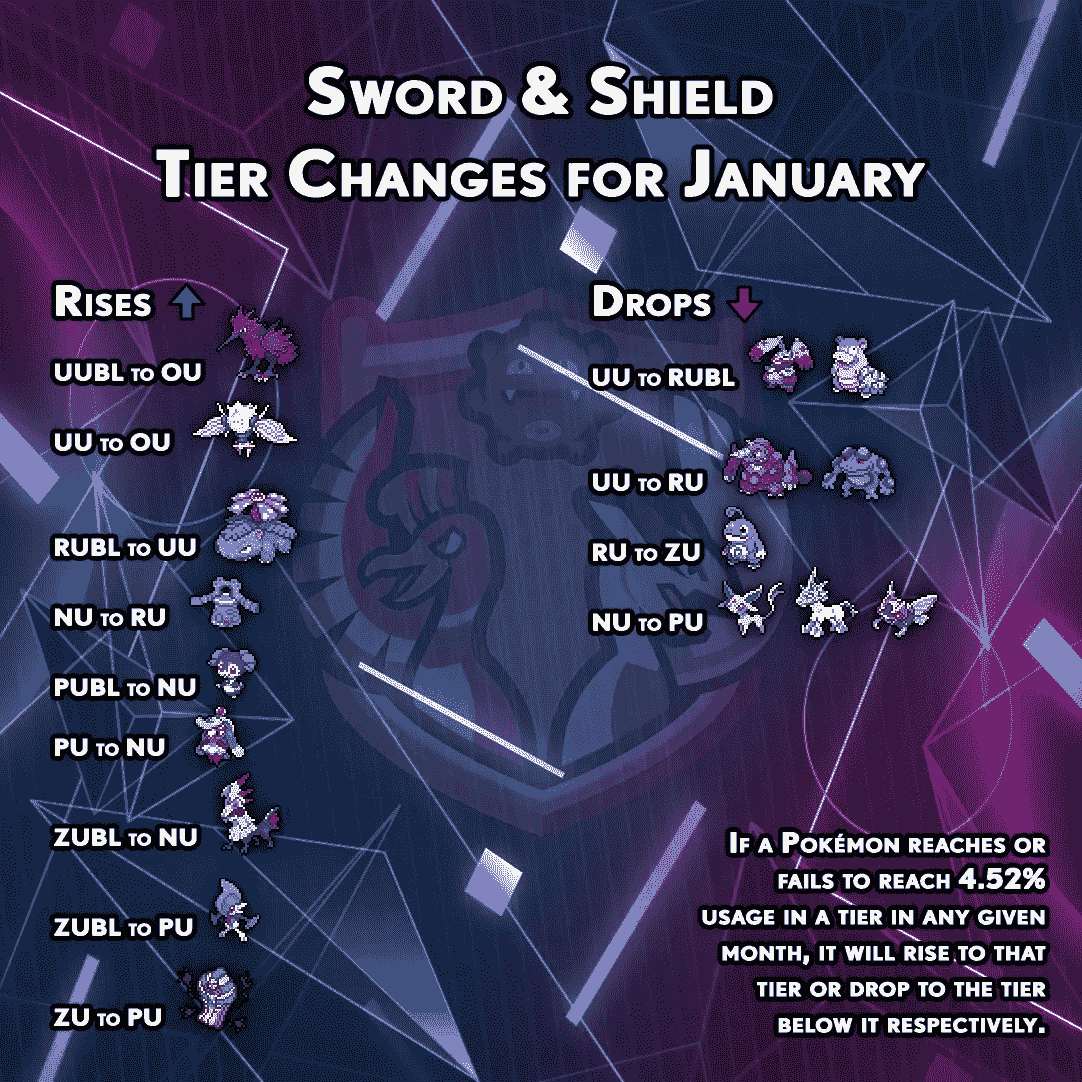 Sword & Shield
Tier Changes for January
Rises
UUBL to OU
UU to OU
RUBL to UU
NU to RU
PUBL to NU
PU to NU
ZUBL to NU
ZUBL to PU
ZU to PU
Drops
UU to RUBL
UU to RU
RU to ZU
NU to PU
If a Pokémon reaches or
fails to reach 4.52%
usage in a tier in any given
month, it will rise to that
tier or drop to the tier
below it respectively.